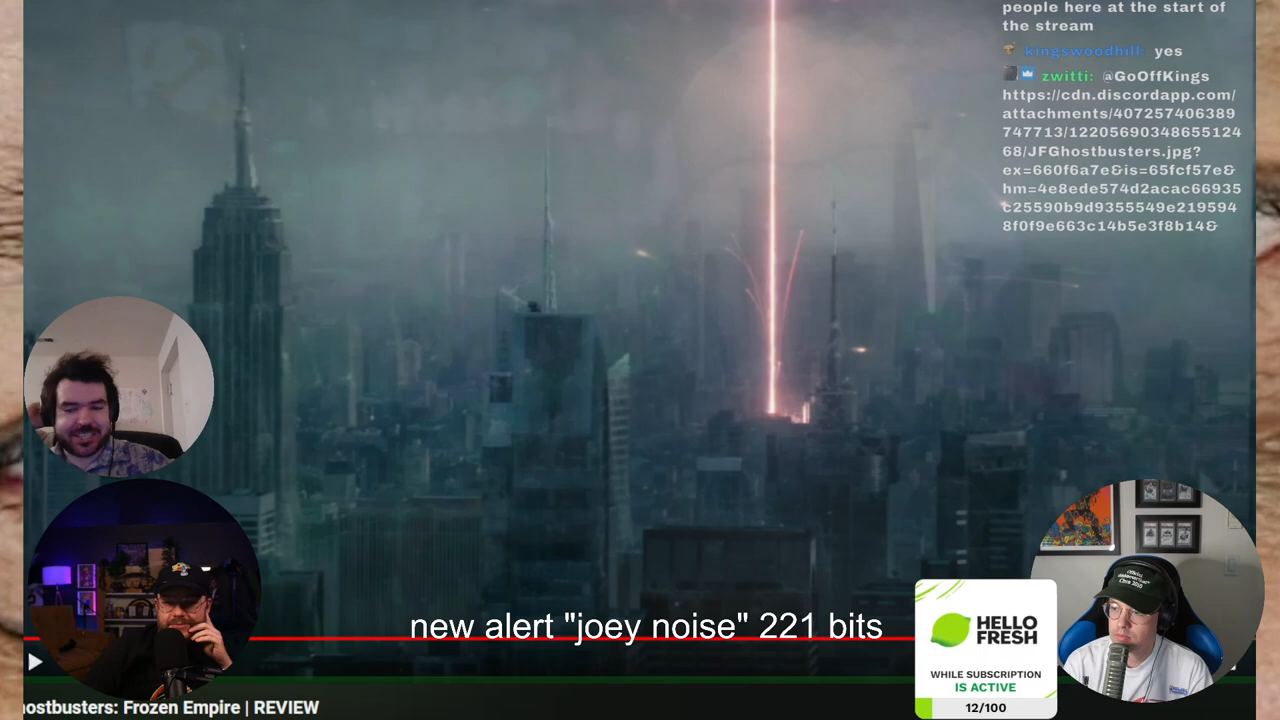 people here at the start of
the stream
kingswoodhill: yes
zwitti: @GoOffKings
https://cdn.discordapp.com/
attachments/407257406389
747713/12205690348655124
68/JFGhostbusters.jpg?
ex=660f6a7e&is=65fcf57e&
hm=4e8ede574d2acac66935
c25590b9d9355549e219594
8f0f9e663c14b5e3f8b14&
new alert "joey noise" 221 bits
HELLO
FRESH
WHILE SUBSCRIPTION
IS ACTIVE
12/100
hostbusters: Frozen Empire | REVIEW